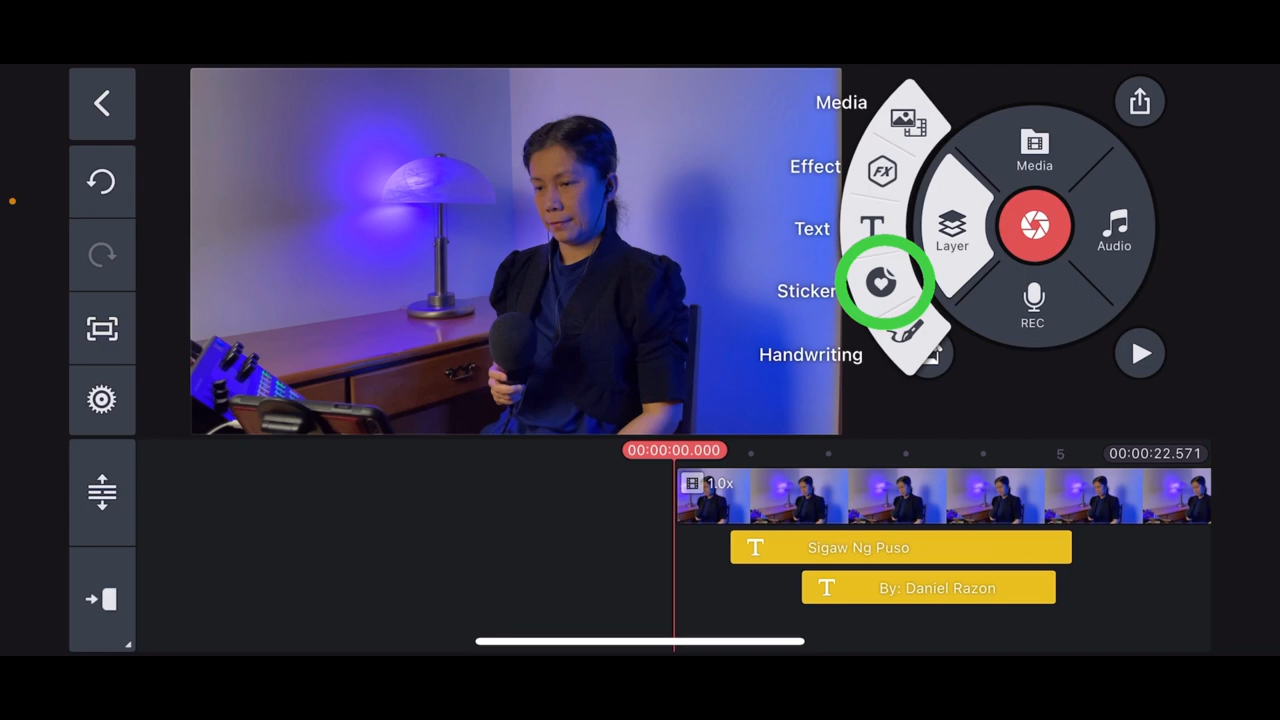 Media
Effect
Text
Sticker
Handwriting
FX
T
Media
Layer
Audio
REC
00:00:00.000
5
00:00:22.571
1.0x
T Sigaw Ng Puso
T By: Daniel Razon